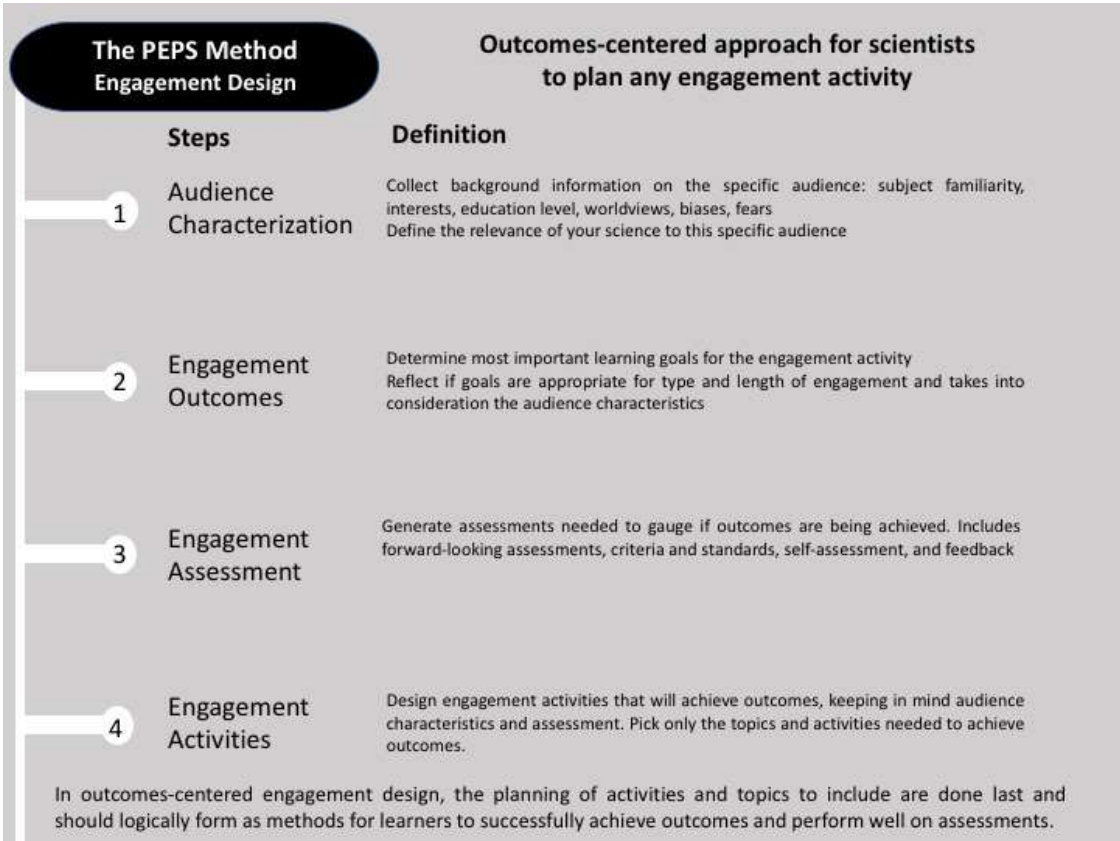 The PEPS Method
Engagement Design
Outcomes-centered approach for scientists
to plan any engagement activity
Steps
Definition
1
Audience
Characterization
Collect background information on the specific audience: subject familiarity,
interests, education level, worldviews, biases, fears
Define the relevance of your science to this specific audience
2
Engagement
Outcomes
Determine most important learning goals for the engagement activity
Reflect if goals are appropriate for type and length of engagement and takes into
consideration the audience characteristics
3
Engagement
Assessment
Generate assessments needed to gauge if outcomes are being achieved. Includes
forward-looking assessments, criteria and standards, self-assessment, and feedback
4
Engagement
Activities
Design engagement activities that will achieve outcomes, keeping in mind audience
characteristics and assessment. Pick only the topics and activities needed to achieve
outcomes.
In outcomes-centered engagement design, the planning of activities and topics to include are done last and
should logically form as methods for learners to successfully achieve outcomes and perform well on assessments.